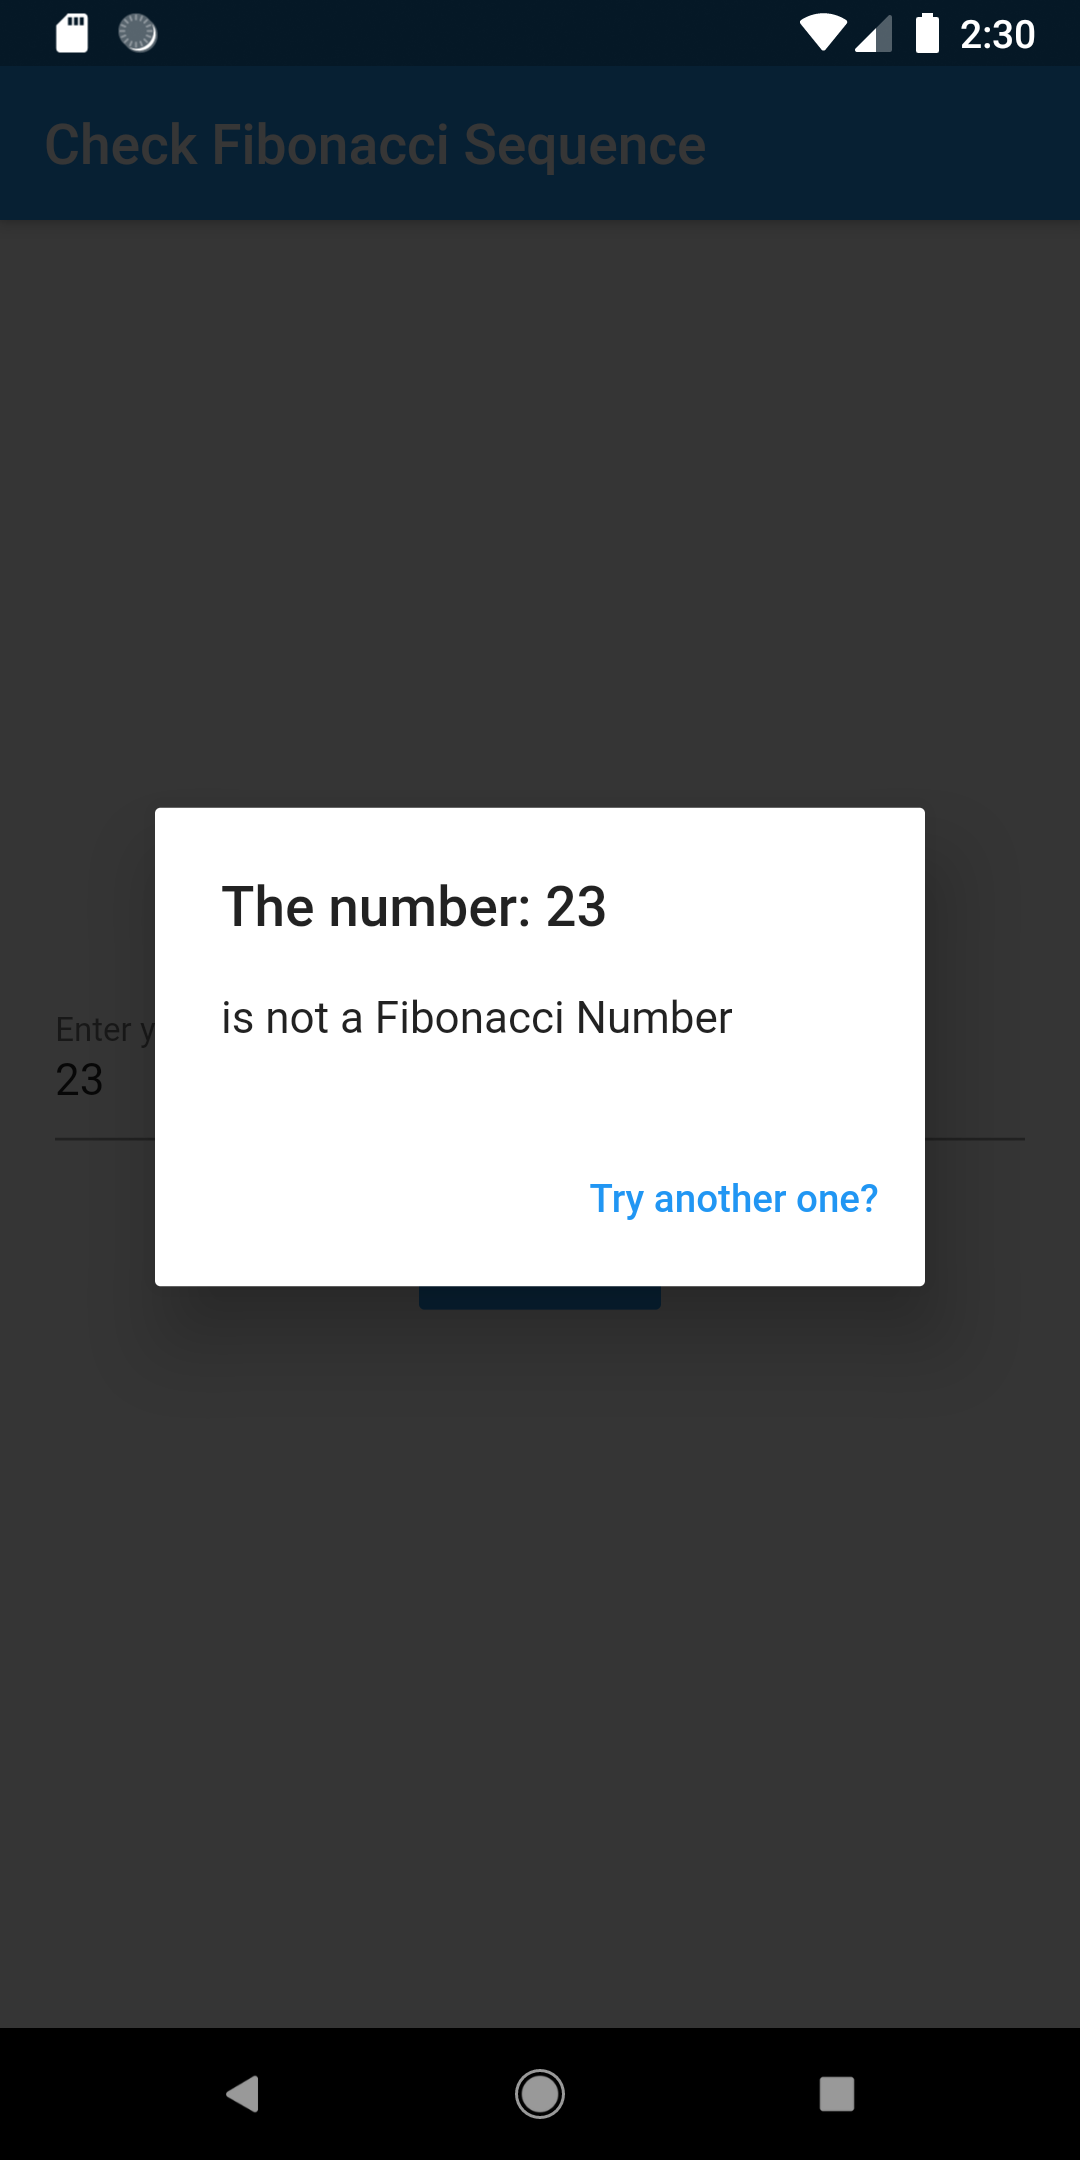 2:30
Check Fibonacci Sequence
The number: 23
is not a Fibonacci Number
Enter y
23
Try another one?